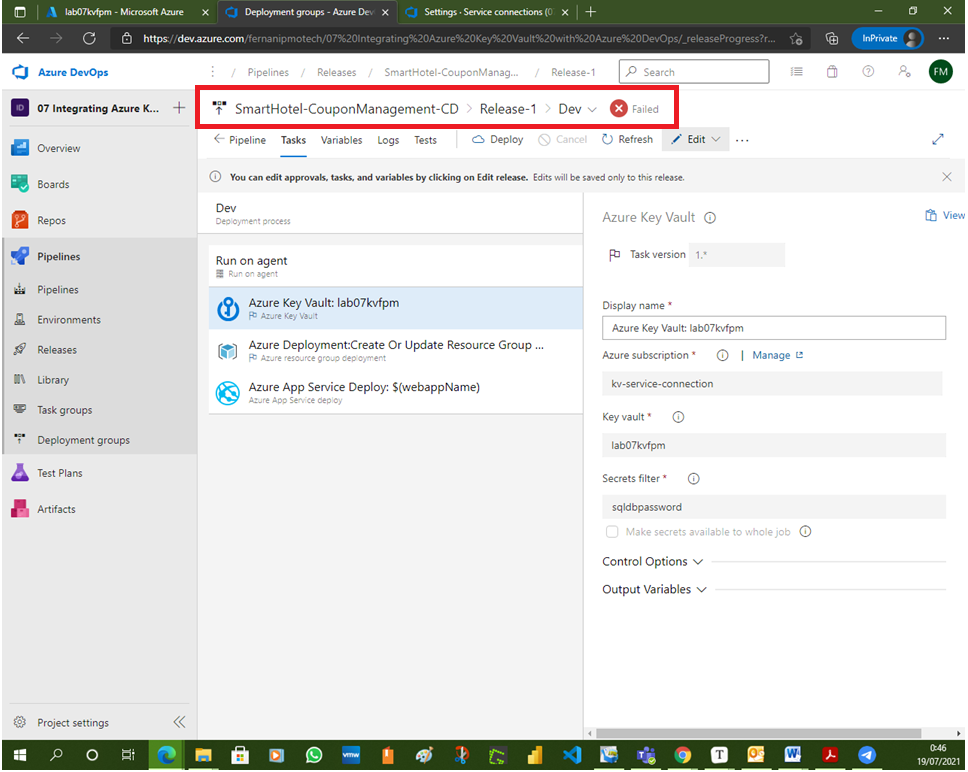 lab07kvfpm - Microsoft Azure
Deployment groups - Azure Dev
Settings · Service connections (0
https://dev.azure.com/fernanipmotech/07%20Integrating%20Azure%20Key%20Vault%20with%20Azure%20DevOps/_releaseProgress?r...
InPrivate
Azure DevOps
/ Pipelines / Releases / SmartHotel-CouponManag... / Release-1
Search
FM
ID
07 Integrating Azure K...
SmartHotel-CouponManagement-CD > Release-1 > Dev
Failed
Pipeline
Tasks
Variables
Logs
Tests
Deploy
Cancel
Refresh
Edit
You can edit approvals, tasks, and variables by clicking on Edit release. Edits will be saved only to this release.
Overview
Boards
Repos
Pipelines
Pipelines
Environments
Releases
Library
Task groups
Deployment groups
Test Plans
Artifacts
Project settings
Dev
Deployment process
Run on agent
Run on agent
Azure Key Vault: lab07kvfpm
Azure Key Vault
Azure Deployment:Create Or Update Resource Group ...
Azure resource group deployment
Azure App Service Deploy: $(webappName)
Azure App Service deploy
Azure Key Vault
View
Task version 1.*
Display name *
Azure Key Vault: lab07kvfpm
Azure subscription * | Manage
kv-service-connection
Key vault *
lab07kvfpm
Secrets filter *
sqldbpassword
Make secrets available to whole job
Control Options
Output Variables
vmw
T
0:46
19/07/2021